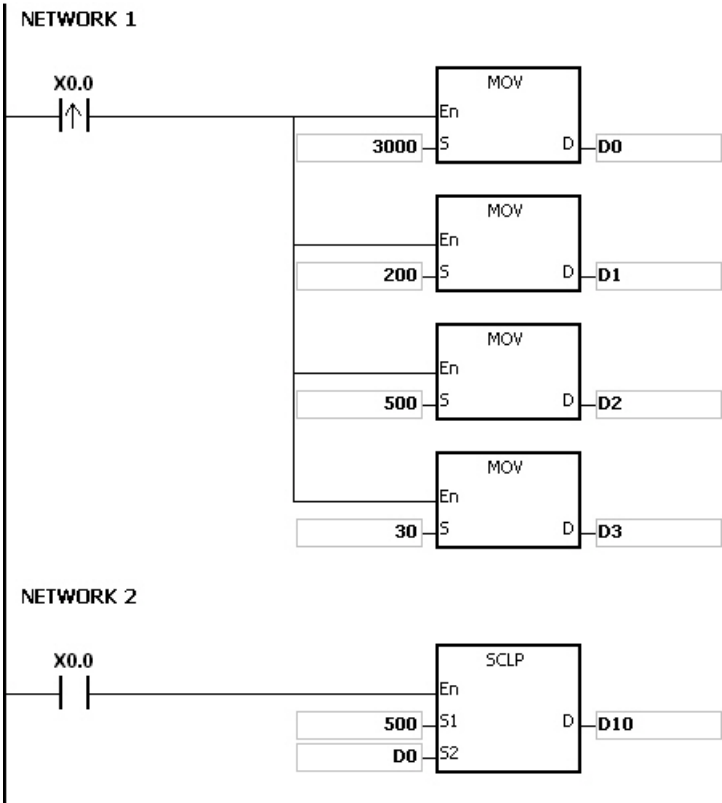 NETWORK 1
X0.0
MOV
En
3000 S D D0
MOV
En
200 S D D1
MOV
En
500 S D D2
MOV
En
30 S D D3
NETWORK 2
X0.0
SCLP
En
500 S1 D D10
D0 S2